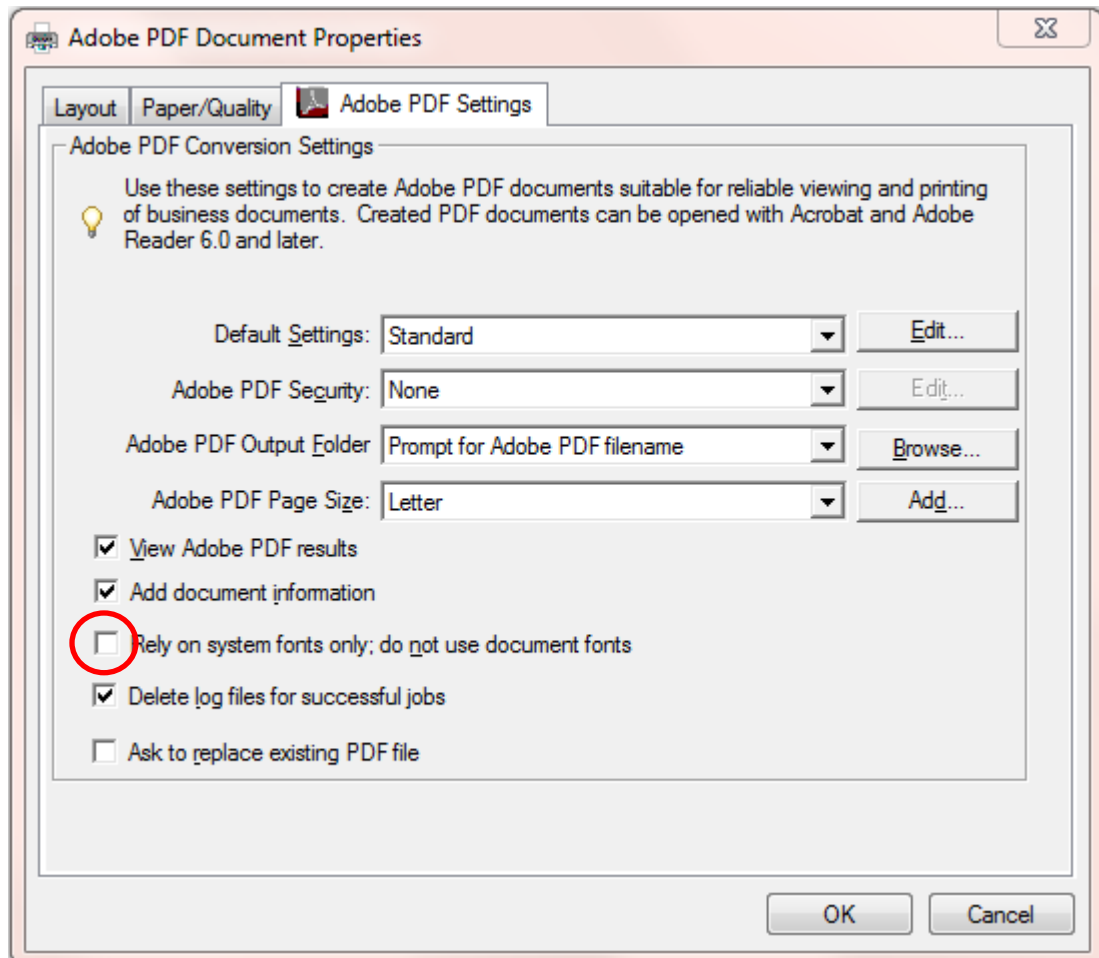 Adobe PDF Document Properties
Layout
Paper/Quality
Adobe PDF Settings
Adobe PDF Conversion Settings
Use these settings to create Adobe PDF documents suitable for reliable viewing and printing
of business documents.  Created PDF documents can be opened with Acrobat and Adobe
Reader 6.0 and later.
Default Settings: Standard Edit...
Adobe PDF Security: None Edit...
Adobe PDF Output Folder Prompt for Adobe PDF filename Browse...
Adobe PDF Page Size: Letter Add...
View Adobe PDF results
Add document information
Rely on system fonts only; do not use document fonts
Delete log files for successful jobs
Ask to replace existing PDF file
OK Cancel